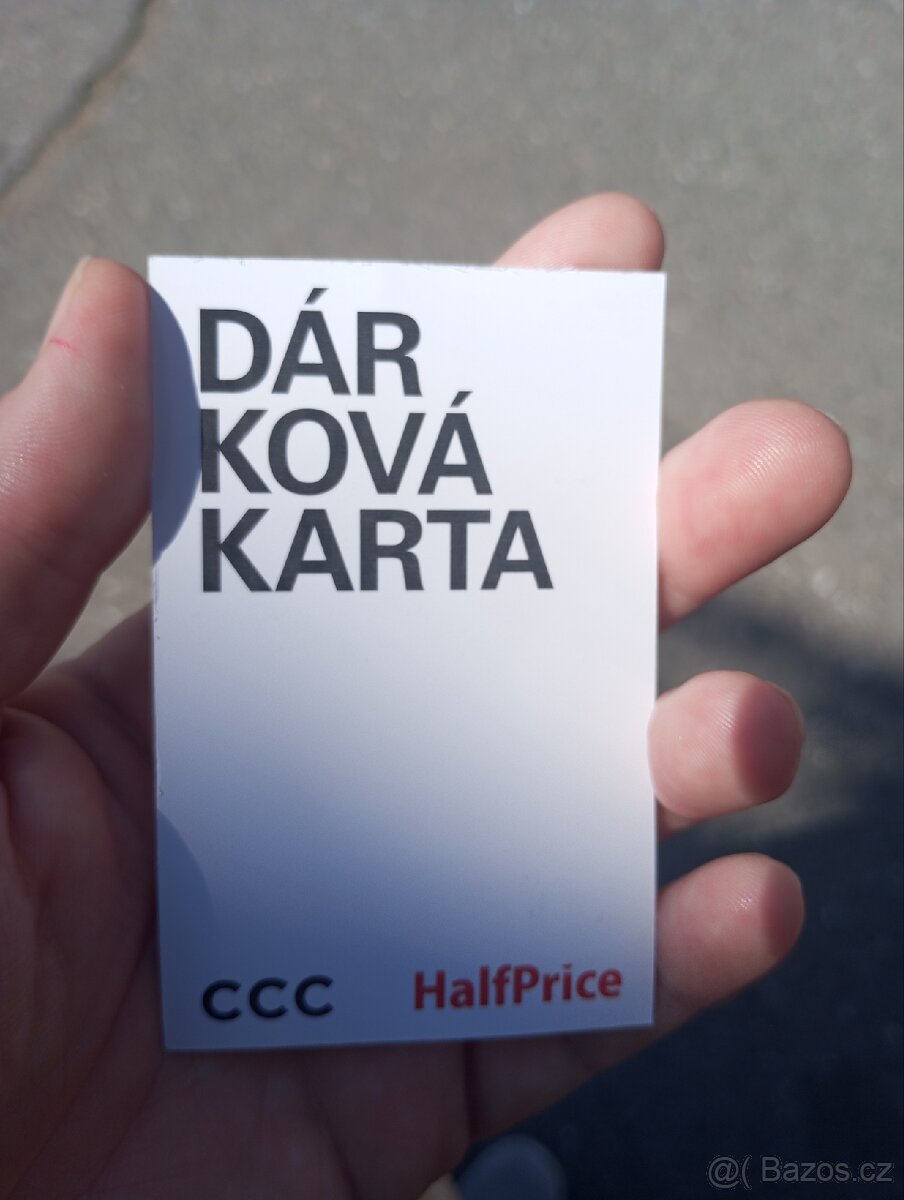 DÁR
KOVÁ
KARTA
CCC HalfPrice
@( Bazos.cz